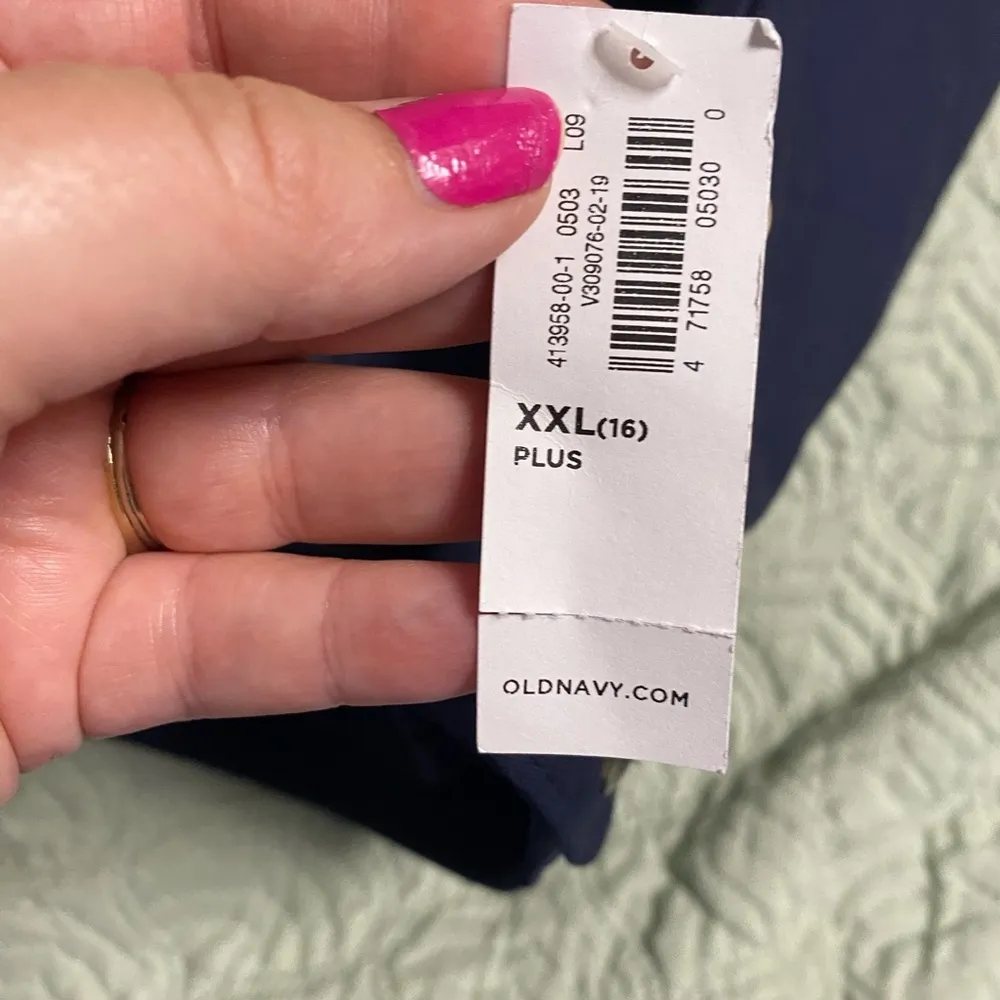 L09
413958-00-1 0503
V309076-02-19
4 71758 05030 0
XXL(16)
PLUS
OLDNAVY.COM